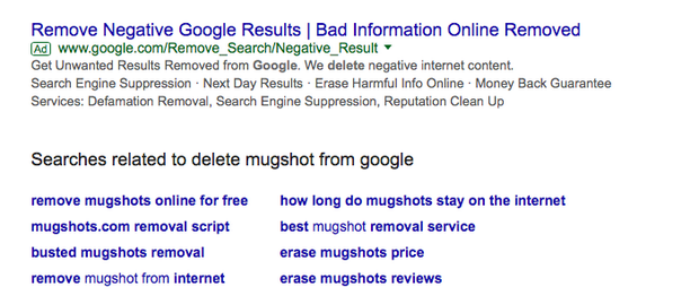 Remove Negative Google Results | Bad Information Online Removed
Ad www.google.com/Remove_Search/Negative_Result
Get Unwanted Results Removed from Google. We delete negative internet content.
Search Engine Suppression · Next Day Results · Erase Harmful Info Online · Money Back Guarantee
Services: Defamation Removal, Search Engine Suppression, Reputation Clean Up
Searches related to delete mugshot from google
remove mugshots online for free
mugshots.com removal script
busted mugshots removal
remove mugshot from internet
how long do mugshots stay on the internet
best mugshot removal service
erase mugshots price
erase mugshots reviews